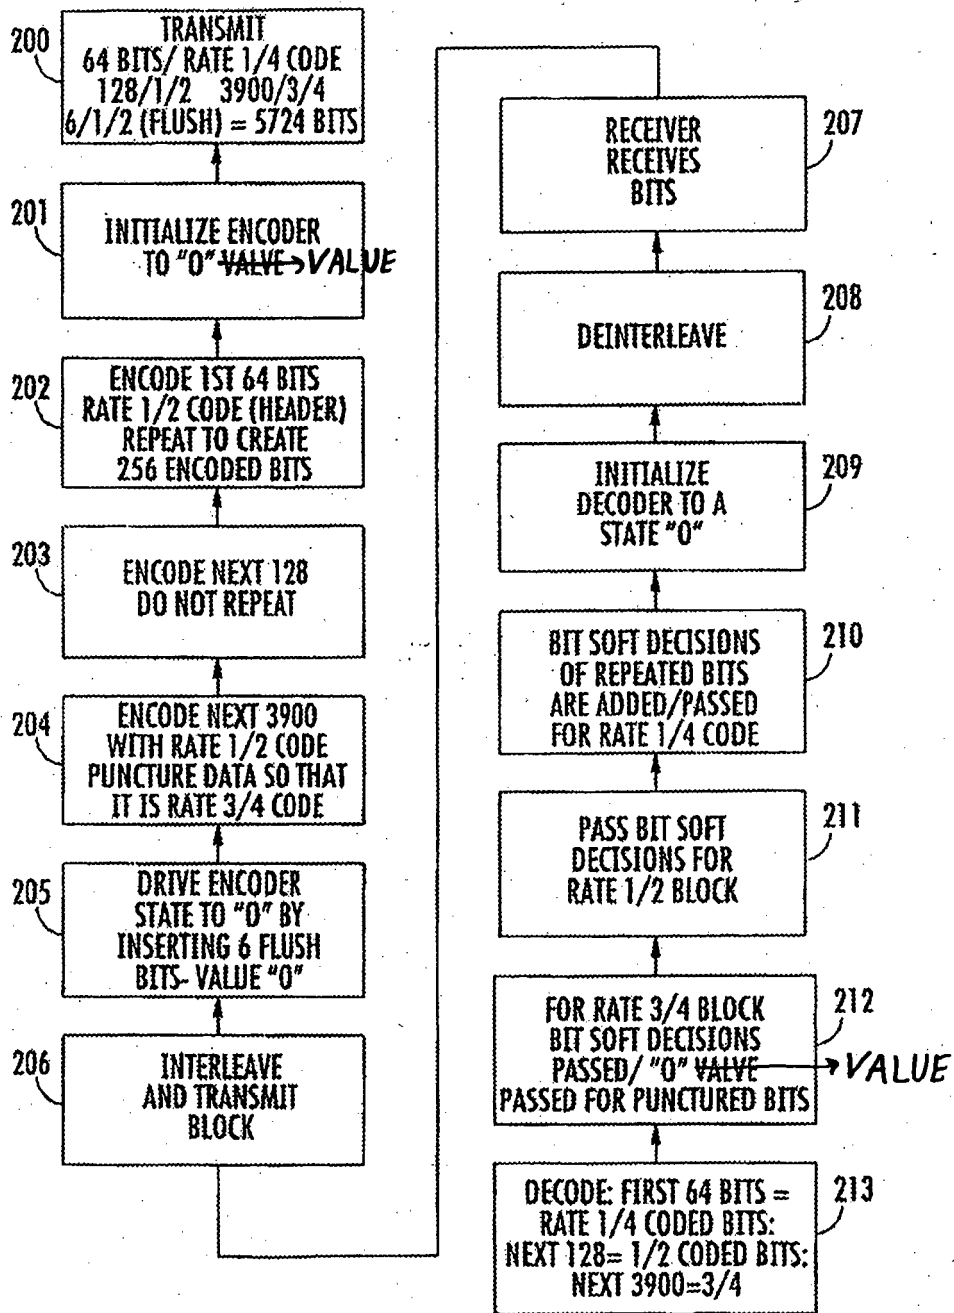 200
TRANSMIT
64 BITS/ RATE 1/4 CODE
128/1/2 3900/3/4
6/1/2 (FLUSH) = 5724 BITS
201
INITIALIZE ENCODER
TO "0" VALVE → VALUE
202
ENCODE 1ST 64 BITS
RATE 1/2 CODE (HEADER)
REPEAT TO CREATE
256 ENCODED BITS
203
ENCODE NEXT 128
DO NOT REPEAT
204
ENCODE NEXT 3900
WITH RATE 1/2 CODE
PUNCTURE DATA SO THAT
IT IS RATE 3/4 CODE
205
DRIVE ENCODER
STATE TO "0" BY
INSERTING 6 FLUSH
BITS- VALUE "0"
206
INTERLEAVE
AND TRANSMIT
BLOCK
207
RECEIVER
RECEIVES
BITS
208
DEINTERLEAVE
209
INITIALIZE
DECODER TO A
STATE "0"
210
BIT SOFT DECISIONS
OF REPEATED BITS
ARE ADDED/PASSED
FOR RATE 1/4 CODE
211
PASS BIT SOFT
DECISIONS FOR
RATE 1/2 BLOCK
212
FOR RATE 3/4 BLOCK
BIT SOFT DECISIONS
PASSED/ "0" VALVE → VALUE
PASSED FOR PUNCTURED BITS
213
DECODE: FIRST 64 BITS =
RATE 1/4 CODED BITS:
NEXT 128= 1/2 CODED BITS:
NEXT 3900=3/4